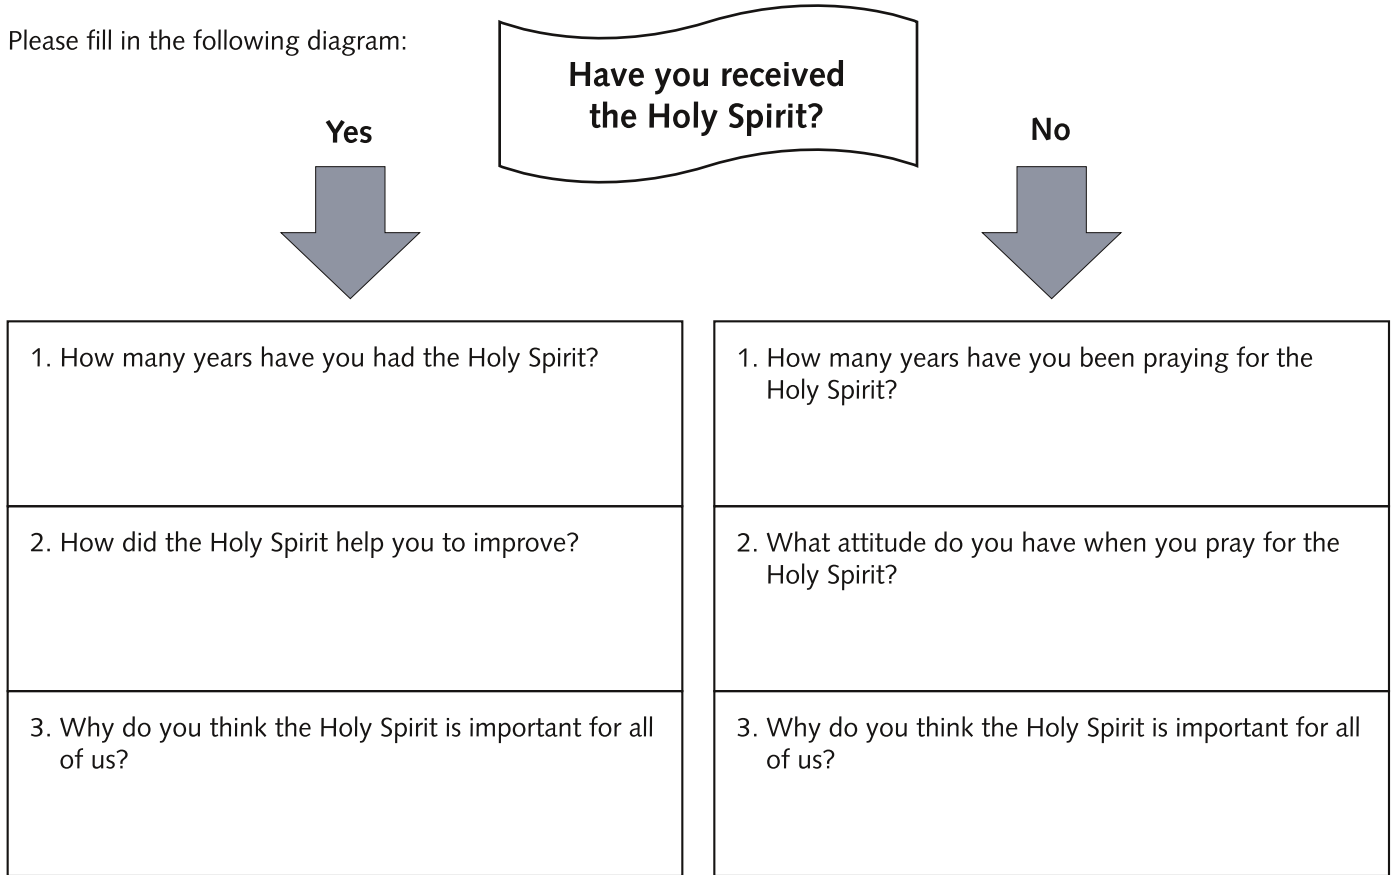 Please fill in the following diagram:
Have you received
the Holy Spirit?
Yes
No
1. How many years have you had the Holy Spirit?
2. How did the Holy Spirit help you to improve?
3. Why do you think the Holy Spirit is important for all
of us?
1. How many years have you been praying for the
Holy Spirit?
2. What attitude do you have when you pray for the
Holy Spirit?
3. Why do you think the Holy Spirit is important for all
of us?